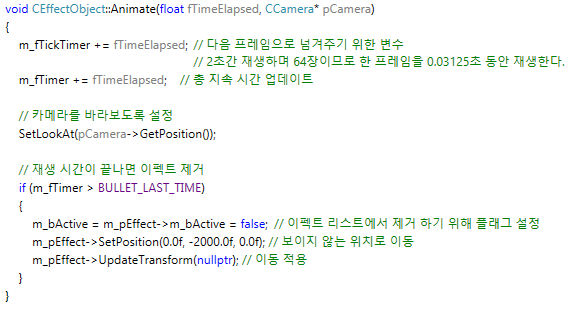 void CEffectObject::Animate(float fTimeElapsed, CCamera* pCamera)
{
m_fTickTimer += fTimeElapsed; // 다음 프레임으로 넘겨주기 위한 변수
// 2초간 재생하며 64장이므로 한 프레임을 0.03125초 동안 재생한다.
m_fTimer += fTimeElapsed; // 총 지속 시간 업데이트
// 카메라를 바라보도록 설정
SetLookAt(pCamera->GetPosition());
// 재생 시간이 끝나면 이펙트 제거
if (m_fTimer > BULLET_LAST_TIME)
{
m_bActive = m_pEffect->m_bActive = false; // 이펙트 리스트에서 제거 하기 위해 플래그 설정
m_pEffect->SetPosition(0.0f, -2000.0f, 0.0f); // 보이지 않는 위치로 이동
m_pEffect->UpdateTransform(nullptr); // 이동 적용
}
}